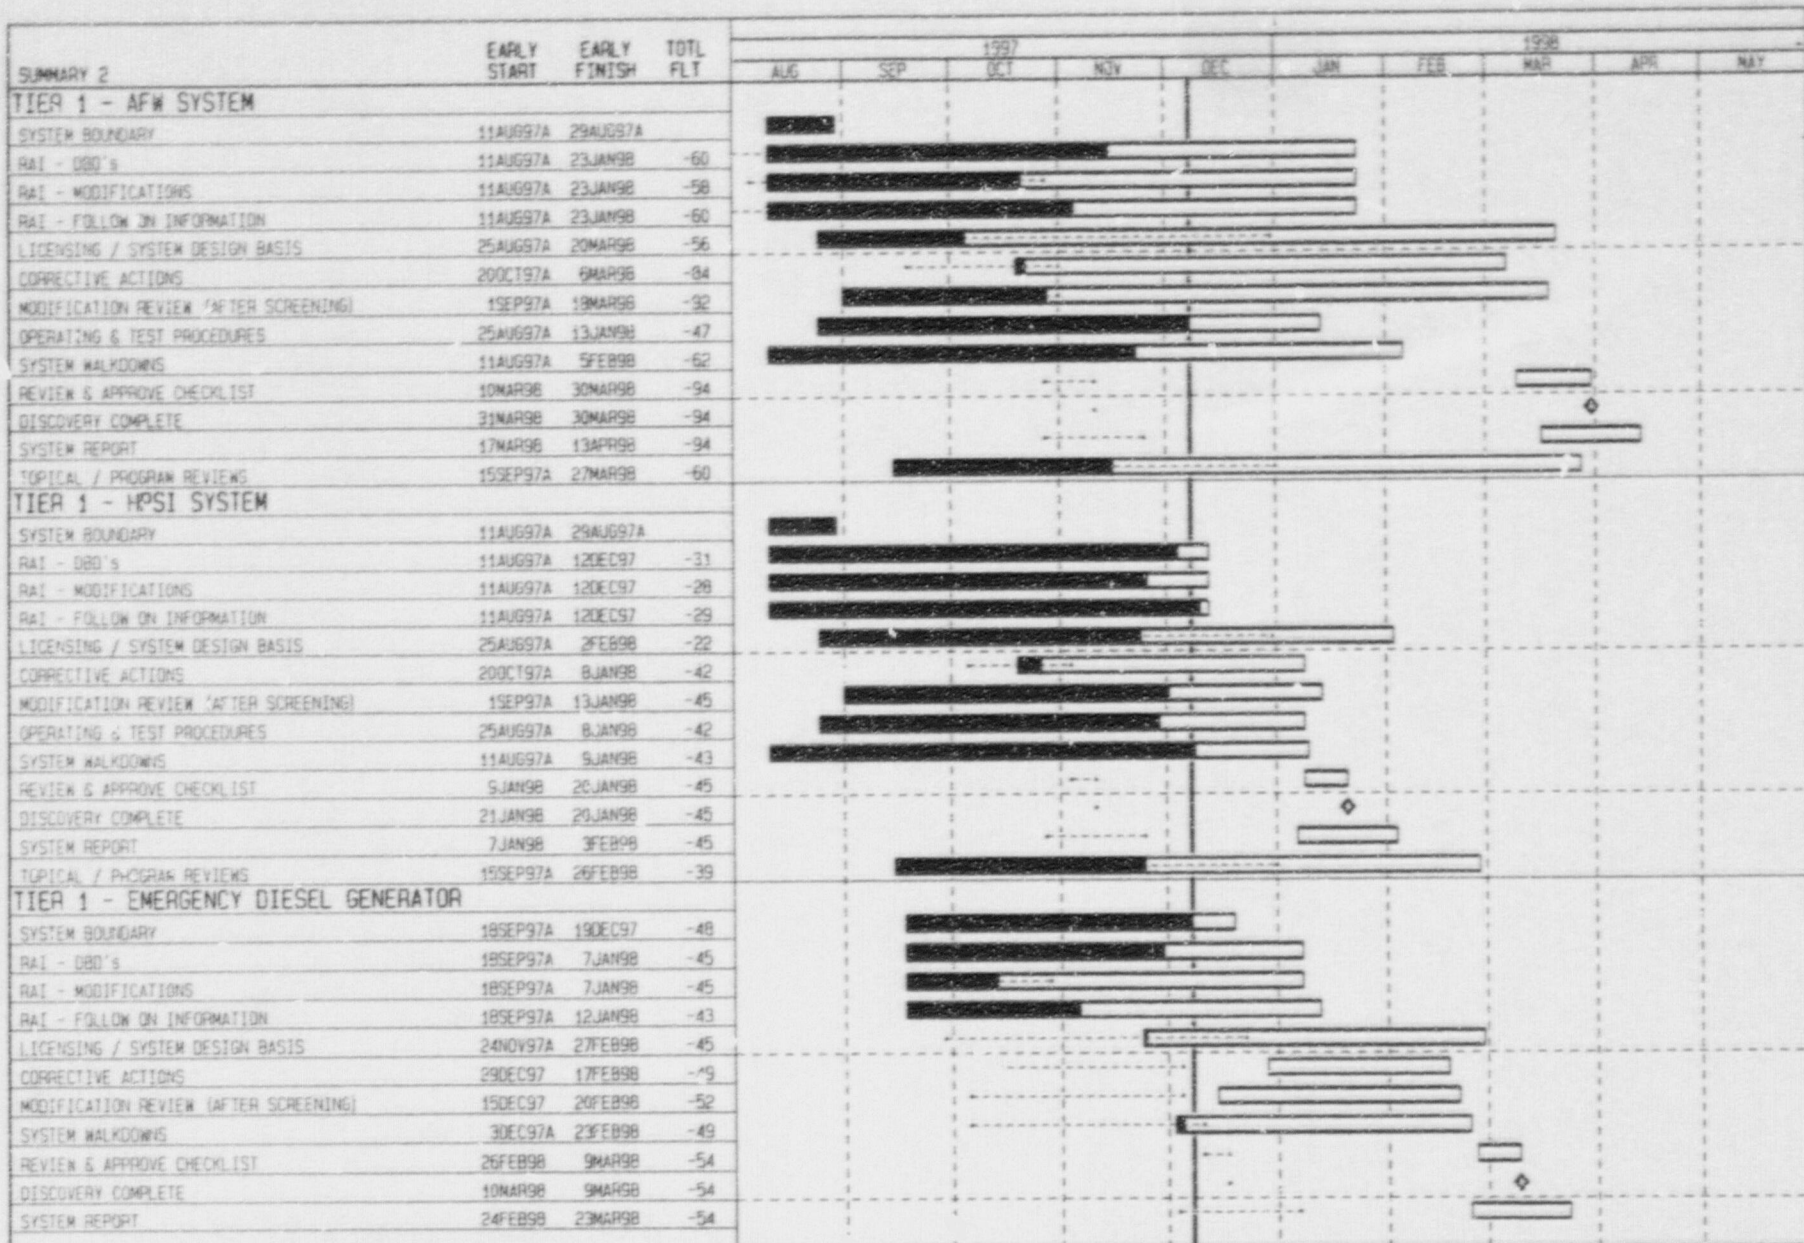 EARLY EARLY TOTL
1997 1998
SUMMARY 2 START FINISH FLT AUG SEP OCT NOV DEC JAN FEB MAR APR MAY
TIER 1 - AFW SYSTEM
SYSTEM BOUNDARY 11AUG97A 29AUG97A
RAI - DBD's 11AUG97A 23JAN98 -60
RAI - MODIFICATIONS 11AUG97A 23JAN98 -58
RAI - FOLLOW ON INFORMATION 11AUG97A 23JAN98 -60
LICENSING / SYSTEM DESIGN BASIS 25AUG97A 20MAR98 -56
CORRECTIVE ACTIONS 20OCT97A 6MAR98 -84
MODIFICATION REVIEW (AFTER SCREENING) 1SEP97A 18MAR98 -92
OPERATING & TEST PROCEDURES 25AUG97A 13JAN98 -47
SYSTEM WALKDOWNS 11AUG97A 5FEB98 -62
REVIEW & APPROVE CHECKLIST 10MAR98 30MAR98 -94
DISCOVERY COMPLETE 31MAR98 30MAR98 -94
SYSTEM REPORT 17MAR98 13APR98 -94
TOPICAL / PROGRAM REVIEWS 15SEP97A 27MAR98 -60
TIER 1 - HPSI SYSTEM
SYSTEM BOUNDARY 11AUG97A 29AUG97A
RAI - DBD's 11AUG97A 12DEC97 -31
RAI - MODIFICATIONS 11AUG97A 12DEC97 -28
RAI - FOLLOW ON INFORMATION 11AUG97A 12DEC97 -29
LICENSING / SYSTEM DESIGN BASIS 25AUG97A 2FEB98 -22
CORRECTIVE ACTIONS 20OCT97A 8JAN98 -42
MODIFICATION REVIEW (AFTER SCREENING) 1SEP97A 13JAN98 -45
OPERATING & TEST PROCEDURES 25AUG97A 8JAN98 -42
SYSTEM WALKDOWNS 11AUG97A 9JAN98 -43
REVIEW & APPROVE CHECKLIST 9JAN98 20JAN98 -45
DISCOVERY COMPLETE 21JAN98 20JAN98 -45
SYSTEM REPORT 7JAN98 3FEB98 -45
TOPICAL / PROGRAM REVIEWS 15SEP97A 26FEB98 -39
TIER 1 - EMERGENCY DIESEL GENERATOR
SYSTEM BOUNDARY 18SEP97A 19DEC97 -48
RAI - DBD's 18SEP97A 7JAN98 -45
RAI - MODIFICATIONS 18SEP97A 7JAN98 -45
RAI - FOLLOW ON INFORMATION 18SEP97A 12JAN98 -43
LICENSING / SYSTEM DESIGN BASIS 24NOV97A 27FEB98 -45
CORRECTIVE ACTIONS 29DEC97 17FEB98
MODIFICATION REVIEW (AFTER SCREENING) 15DEC97 20FEB98 -52
SYSTEM WALKDOWNS 3DEC97A 23FEB98 -49
REVIEW & APPROVE CHECKLIST 26FEB98 9MAR98 -54
DISCOVERY COMPLETE 10MAR98 9MAR98 -54
SYSTEM REPORT 24FEB98 23MAR98 -54